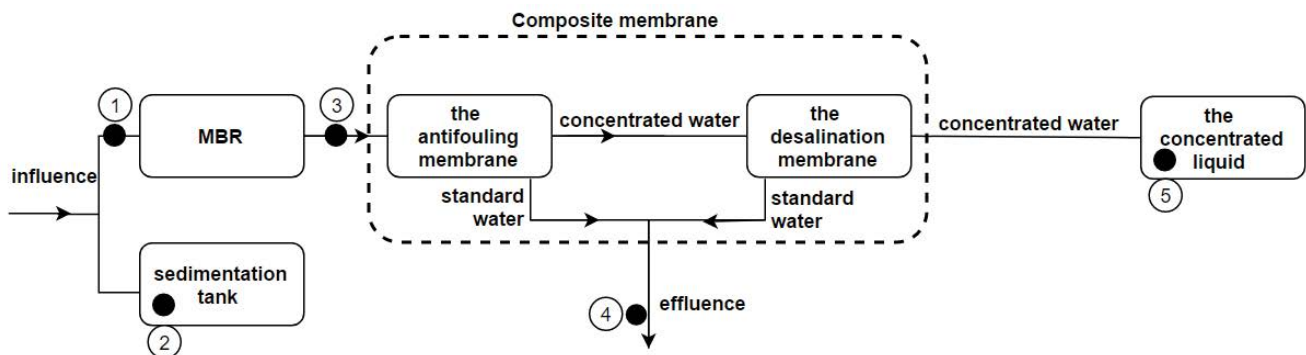 Composite membrane
1
3
MBR
the
antifouling
membrane
concentrated water
the
desalination
membrane
concentrated water
the
concentrated
liquid
influence
standard
water
standard
water
5
sedimentation
tank
2
4
effluence